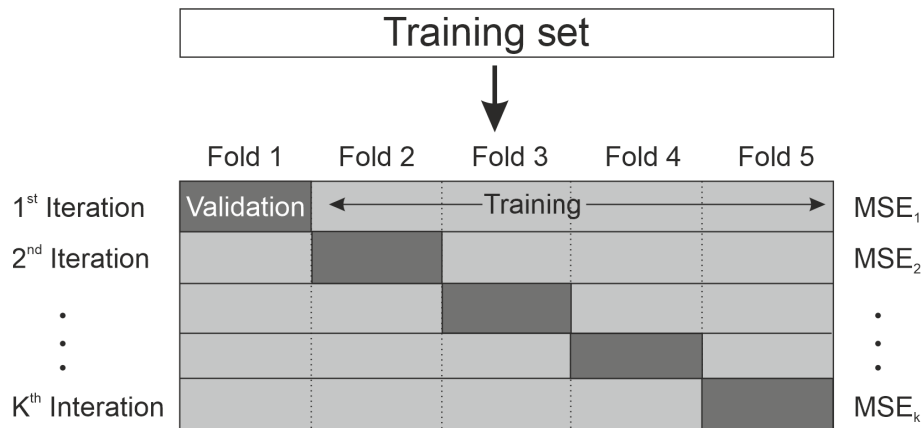 Training set
Fold 1 Fold 2 Fold 3 Fold 4 Fold 5
1st Iteration Validation Training MSE1
2nd Iteration MSE2
. .
. .
. .
Kth Interation MSEk